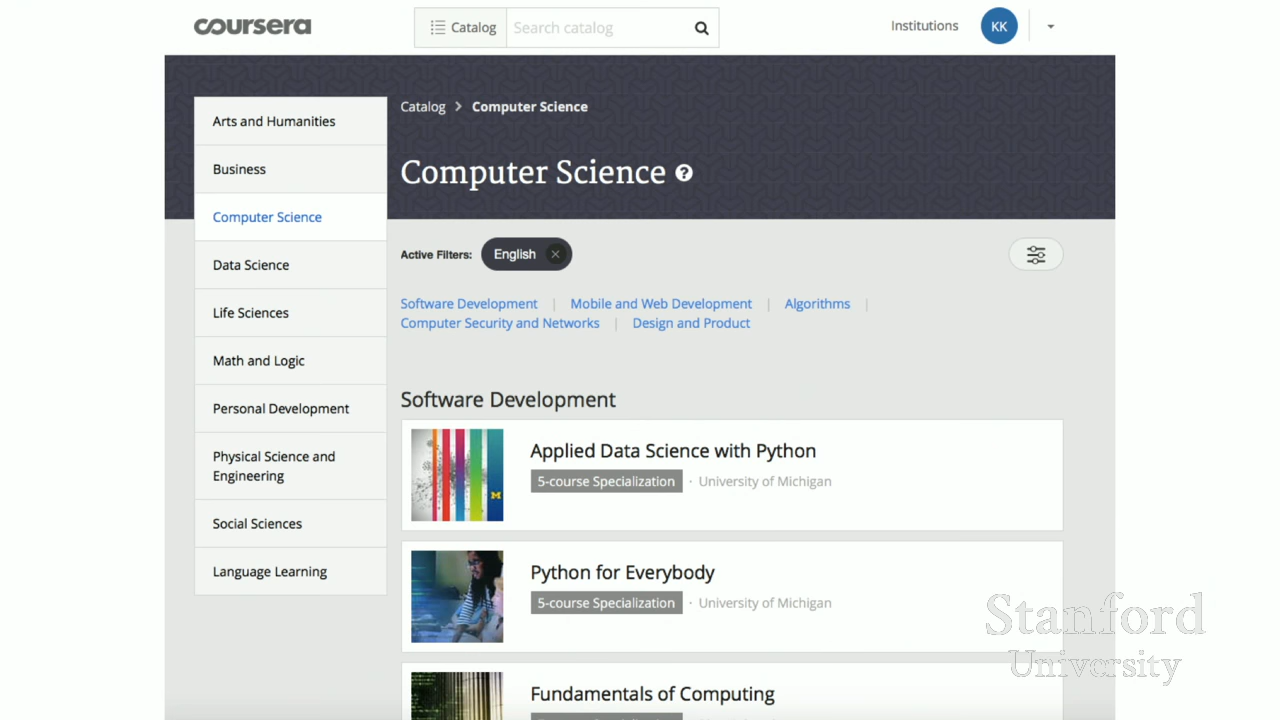 coursera
Catalog
Search catalog
Institutions
KK
Arts and Humanities
Business
Computer Science
Data Science
Life Sciences
Math and Logic
Personal Development
Physical Science and
Engineering
Social Sciences
Language Learning
Catalog > Computer Science
Computer Science ?
Active Filters: English ×
Software Development | Mobile and Web Development | Algorithms |
Computer Security and Networks | Design and Product
Software Development
Applied Data Science with Python
5-course Specialization · University of Michigan
M
Python for Everybody
5-course Specialization · University of Michigan
Fundamentals of Computing
Stanford
University